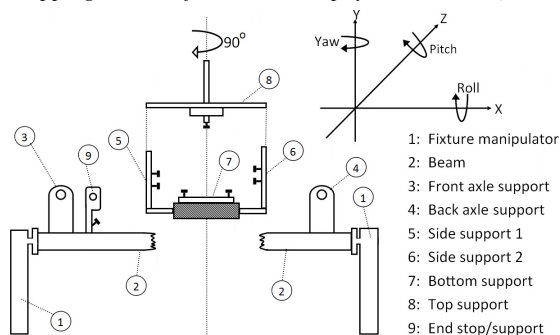 Y
Z
90°
Yaw
Pitch
8
Roll
X
3
9
5
7
6
4
1
2
2
1
1: Fixture manipulator
2: Beam
3: Front axle support
4: Back axle support
5: Side support 1
6: Side support 2
7: Bottom support
8: Top support
9: End stop/support